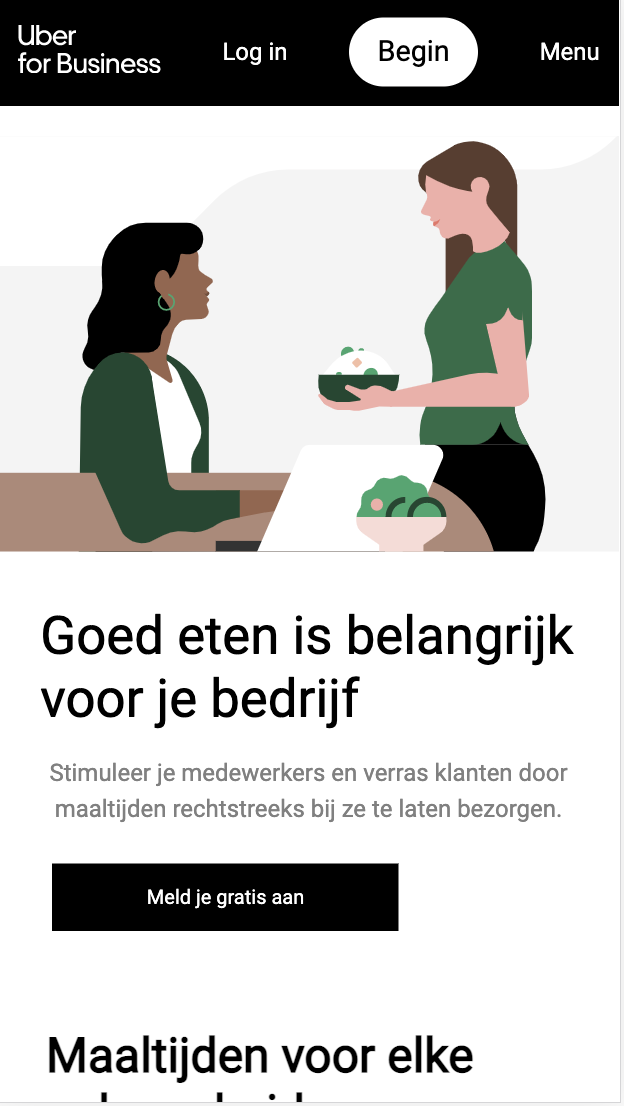 Uber
for Business
Log in
Begin
Menu
Goed eten is belangrijk
voor je bedrijf
Stimuleer je medewerkers en verras klanten door
maaltijden rechtstreeks bij ze te laten bezorgen.
Meld je gratis aan
Maaltijden voor elke